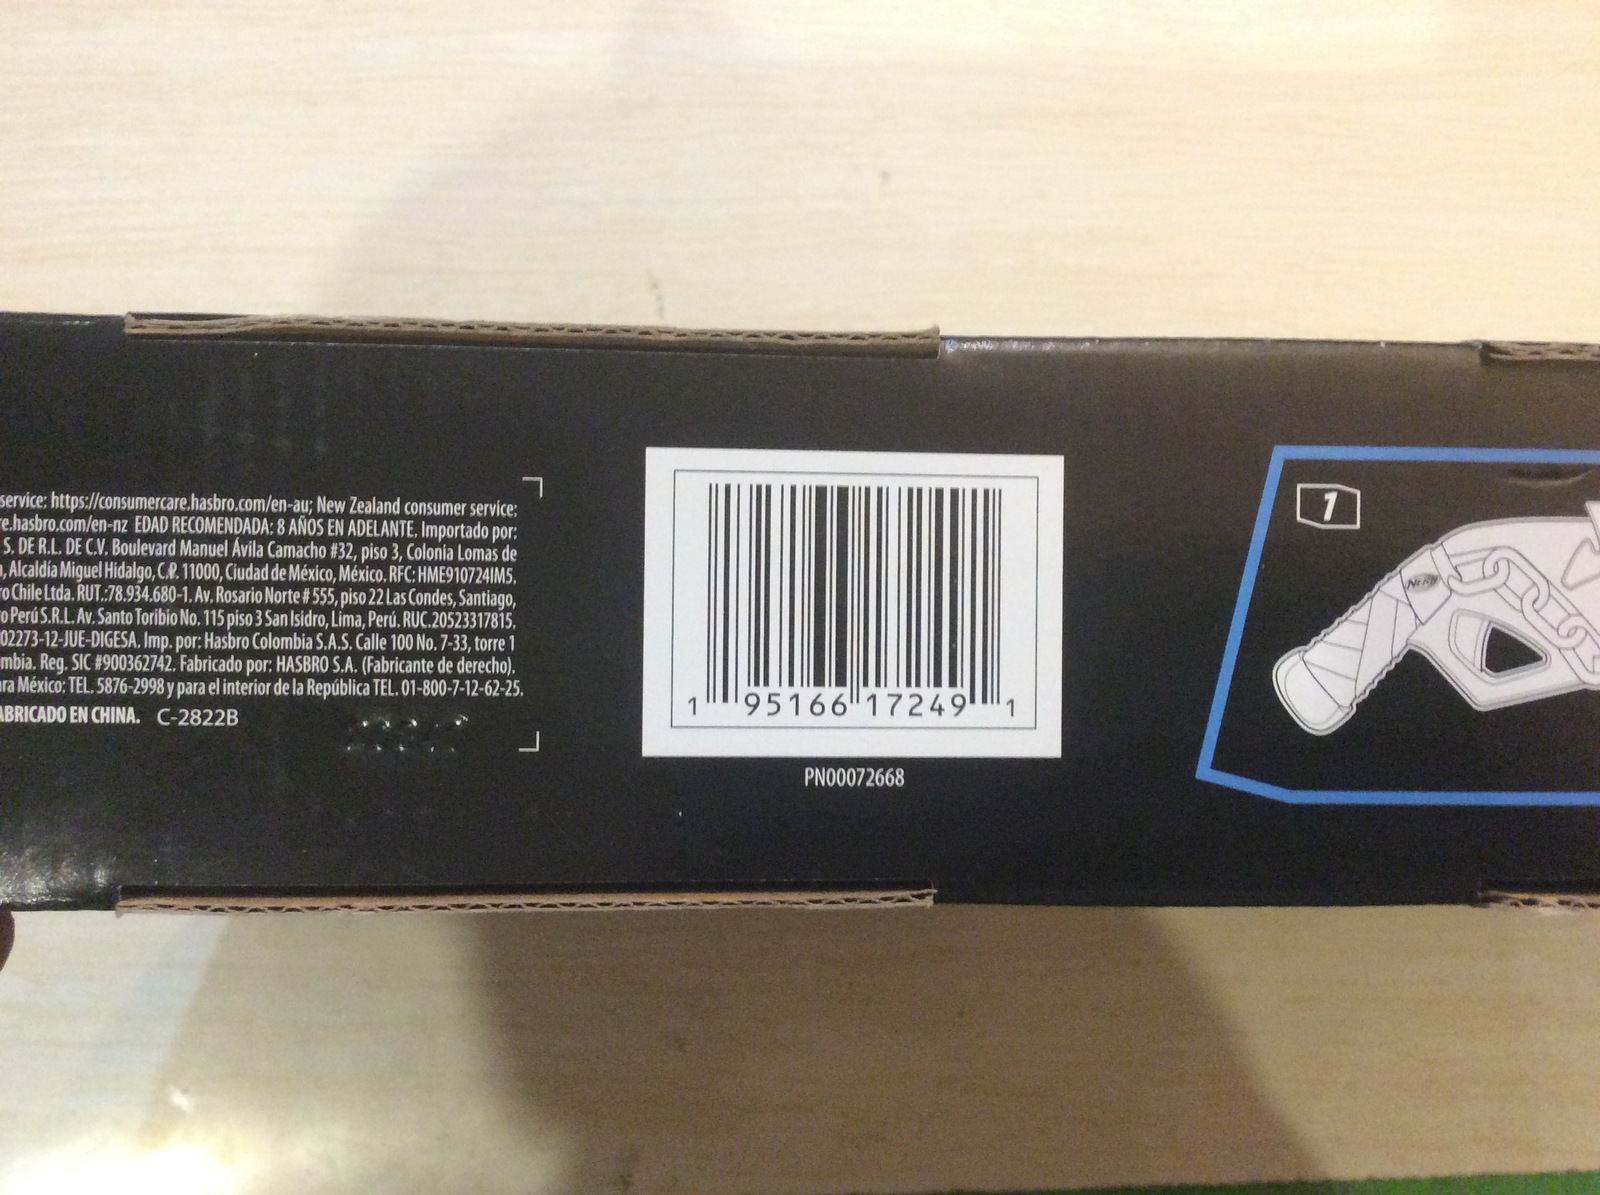 service: https://consumercare.hasbro.com/en-au; New Zealand consumer service:
re.hasbro.com/en-nz EDAD RECOMENDADA: 8 AÑOS EN ADELANTE. Importado por:
S. DE R.L. DE C.V. Boulevard Manuel Ávila Camacho #32, piso 3, Colonia Lomas de
, Alcaldía Miguel Hidalgo, C.P. 11000, Ciudad de México, México. RFC: HME910724IM5.
ro Chile Ltda. RUT.:78.934.680-1. Av. Rosario Norte # 555, piso 22 Las Condes, Santiago,
ro Perú S.R.L. Av. Santo Toribio No. 115 piso 3 San Isidro, Lima, Perú. RUC.20523317815.
02273-12-JUE-DIGESA. Imp. por: Hasbro Colombia S.A.S. Calle 100 No. 7-33, torre 1
mbia. Reg. SIC #900362742. Fabricado por: HASBRO S.A. (Fabricante de derecho).
ara México: TEL. 5876-2998 y para el interior de la República TEL. 01-800-7-12-62-25.
ABRICADO EN CHINA. C-2822B
1 95166 17249 1
PN00072668
1
NERF